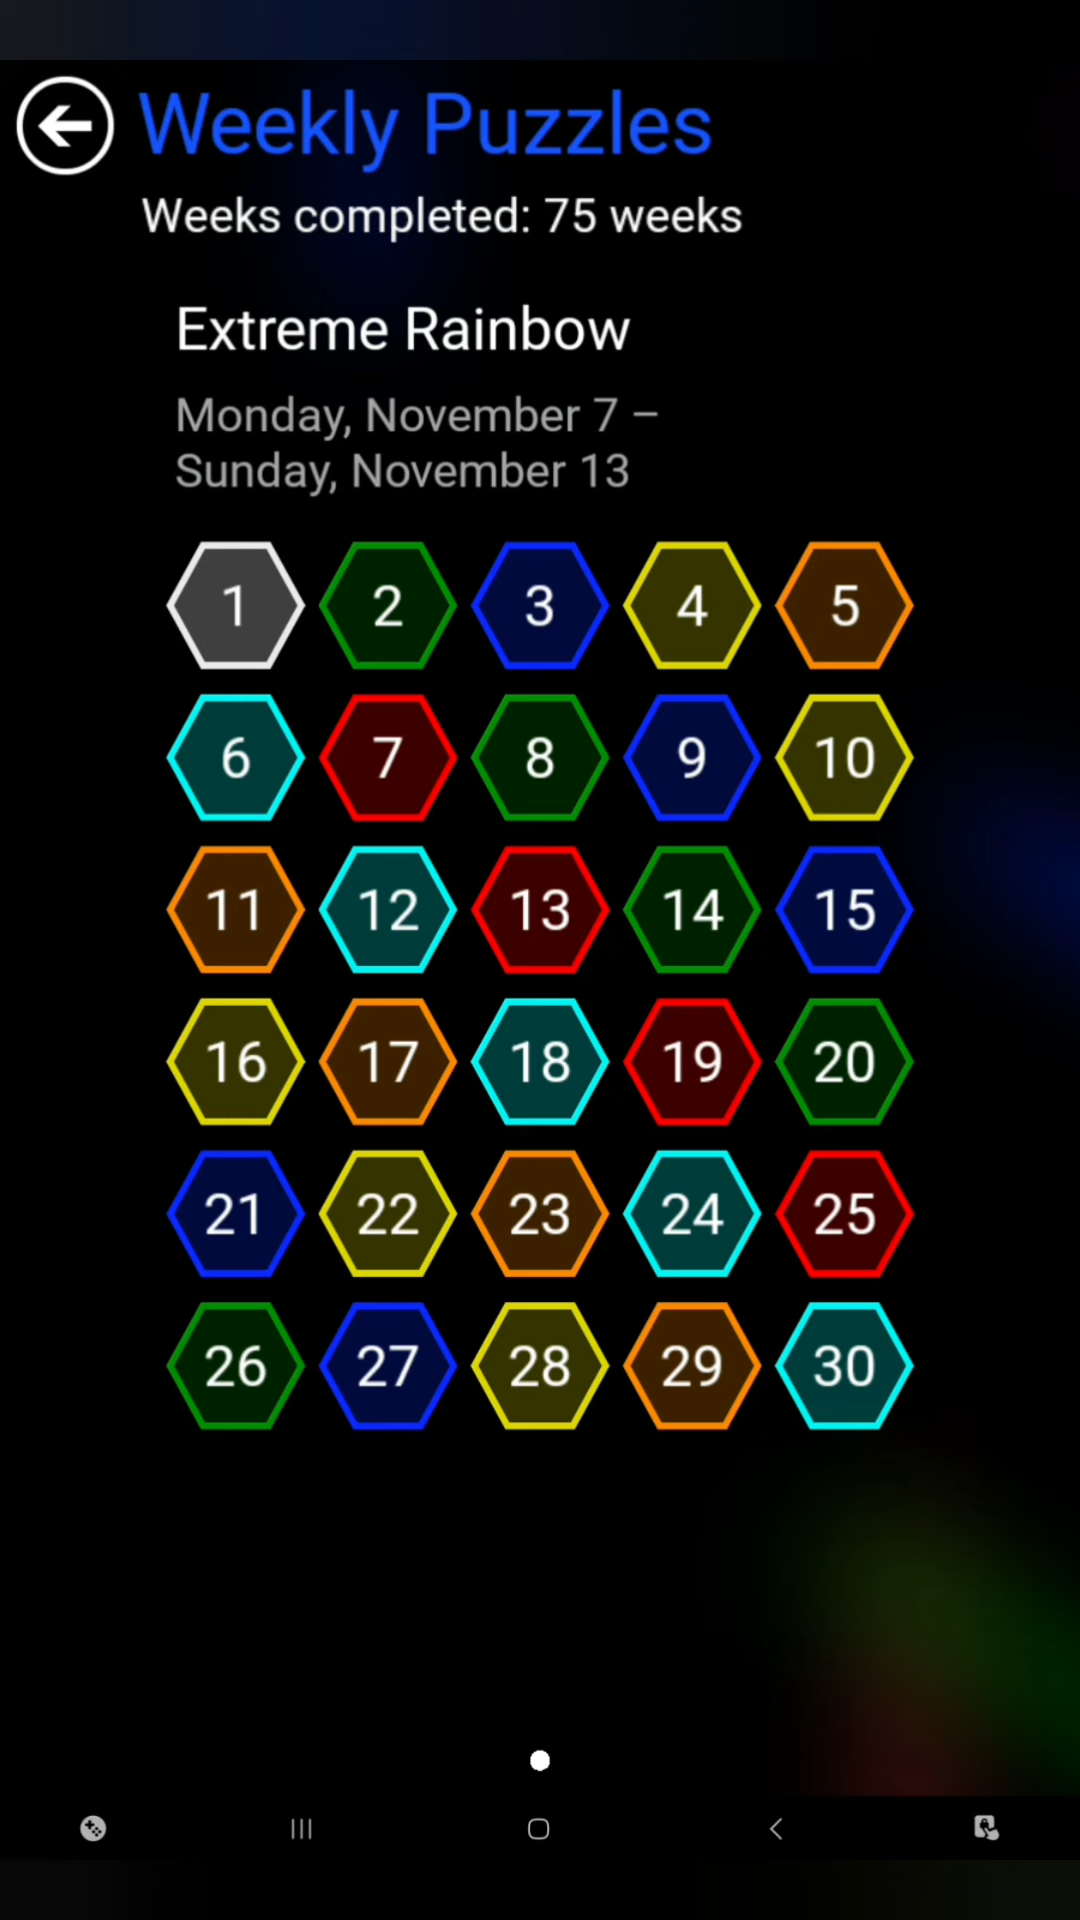 Weekly Puzzles
Weeks completed: 75 weeks
Extreme Rainbow
Monday, November 7 –
Sunday, November 13
1 2 3 4 5
6 7 8 9 10
11 12 13 14 15
16 17 18 19 20
21 22 23 24 25
26 27 28 29 30